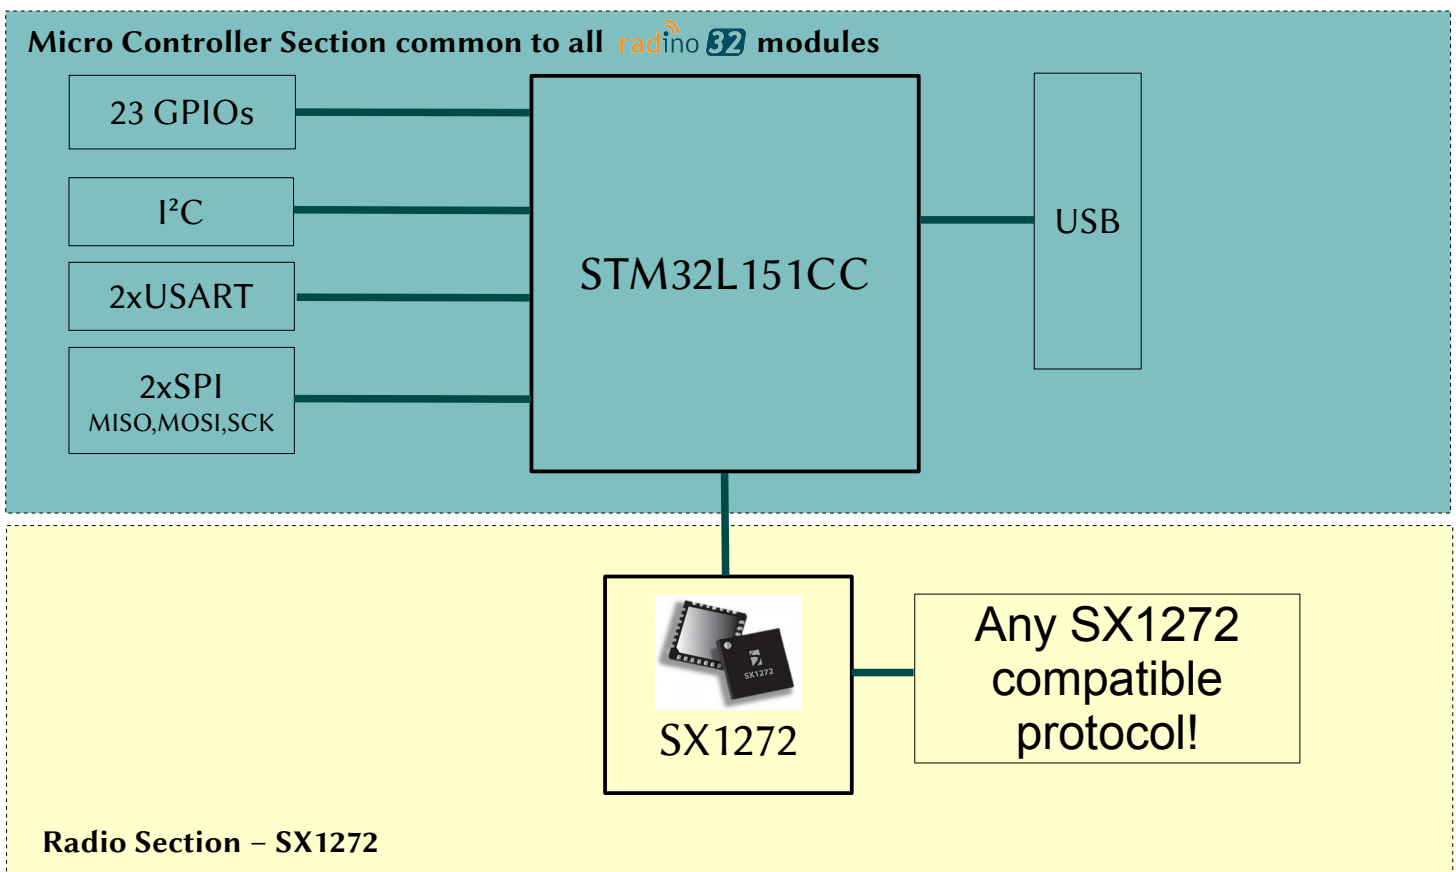 Micro Controller Section common to all radino 32 modules
23 GPIOs
I²C
2xUSART
2xSPI
MISO,MOSI,SCK
STM32L151CC
USB
SX1272
SX1272
Any SX1272
compatible
protocol!
Radio Section – SX1272